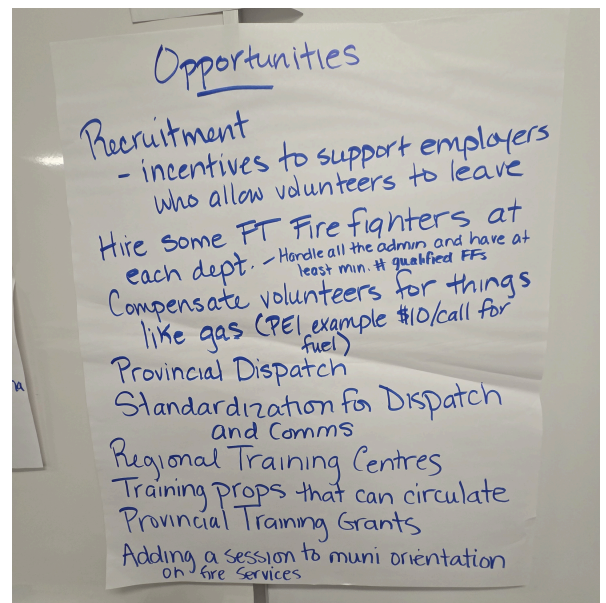 Opportunities
Recruitment
- incentives to support employers
who allow volunteers to leave
Hire some FT Firefighters at
each dept. - Handle all the admin and have at
least min. # qualified FFs
Compensate volunteers for things
like gas (PEI example $10/call for
fuel)
Provincial Dispatch
Standardization for Dispatch
and Comms
Regional Training Centres
Training props that can circulate
Provincial Training Grants
Adding a session to muni orientation
on fire services